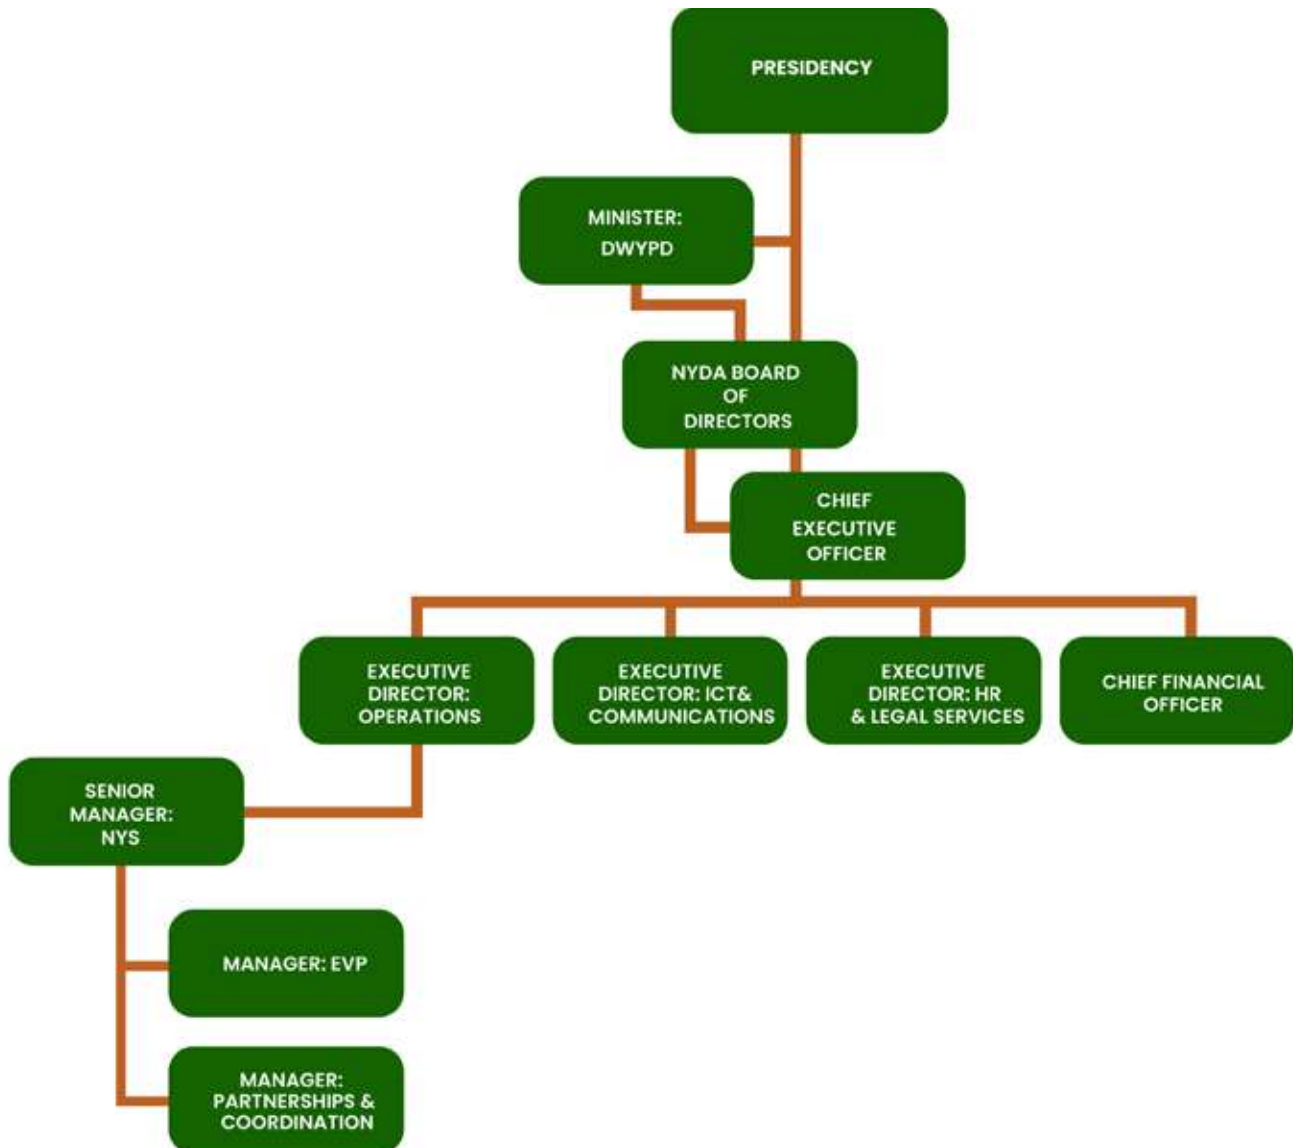 PRESIDENCY
MINISTER:
DWYPD
NYDA BOARD
OF
DIRECTORS
CHIEF
EXECUTIVE
OFFICER
EXECUTIVE
DIRECTOR:
OPERATIONS
EXECUTIVE
DIRECTOR: ICT&
COMMUNICATIONS
EXECUTIVE
DIRECTOR: HR
& LEGAL SERVICES
CHIEF FINANCIAL
OFFICER
SENIOR
MANAGER:
NYS
MANAGER: EVP
MANAGER:
PARTNERSHIPS &
COORDINATION